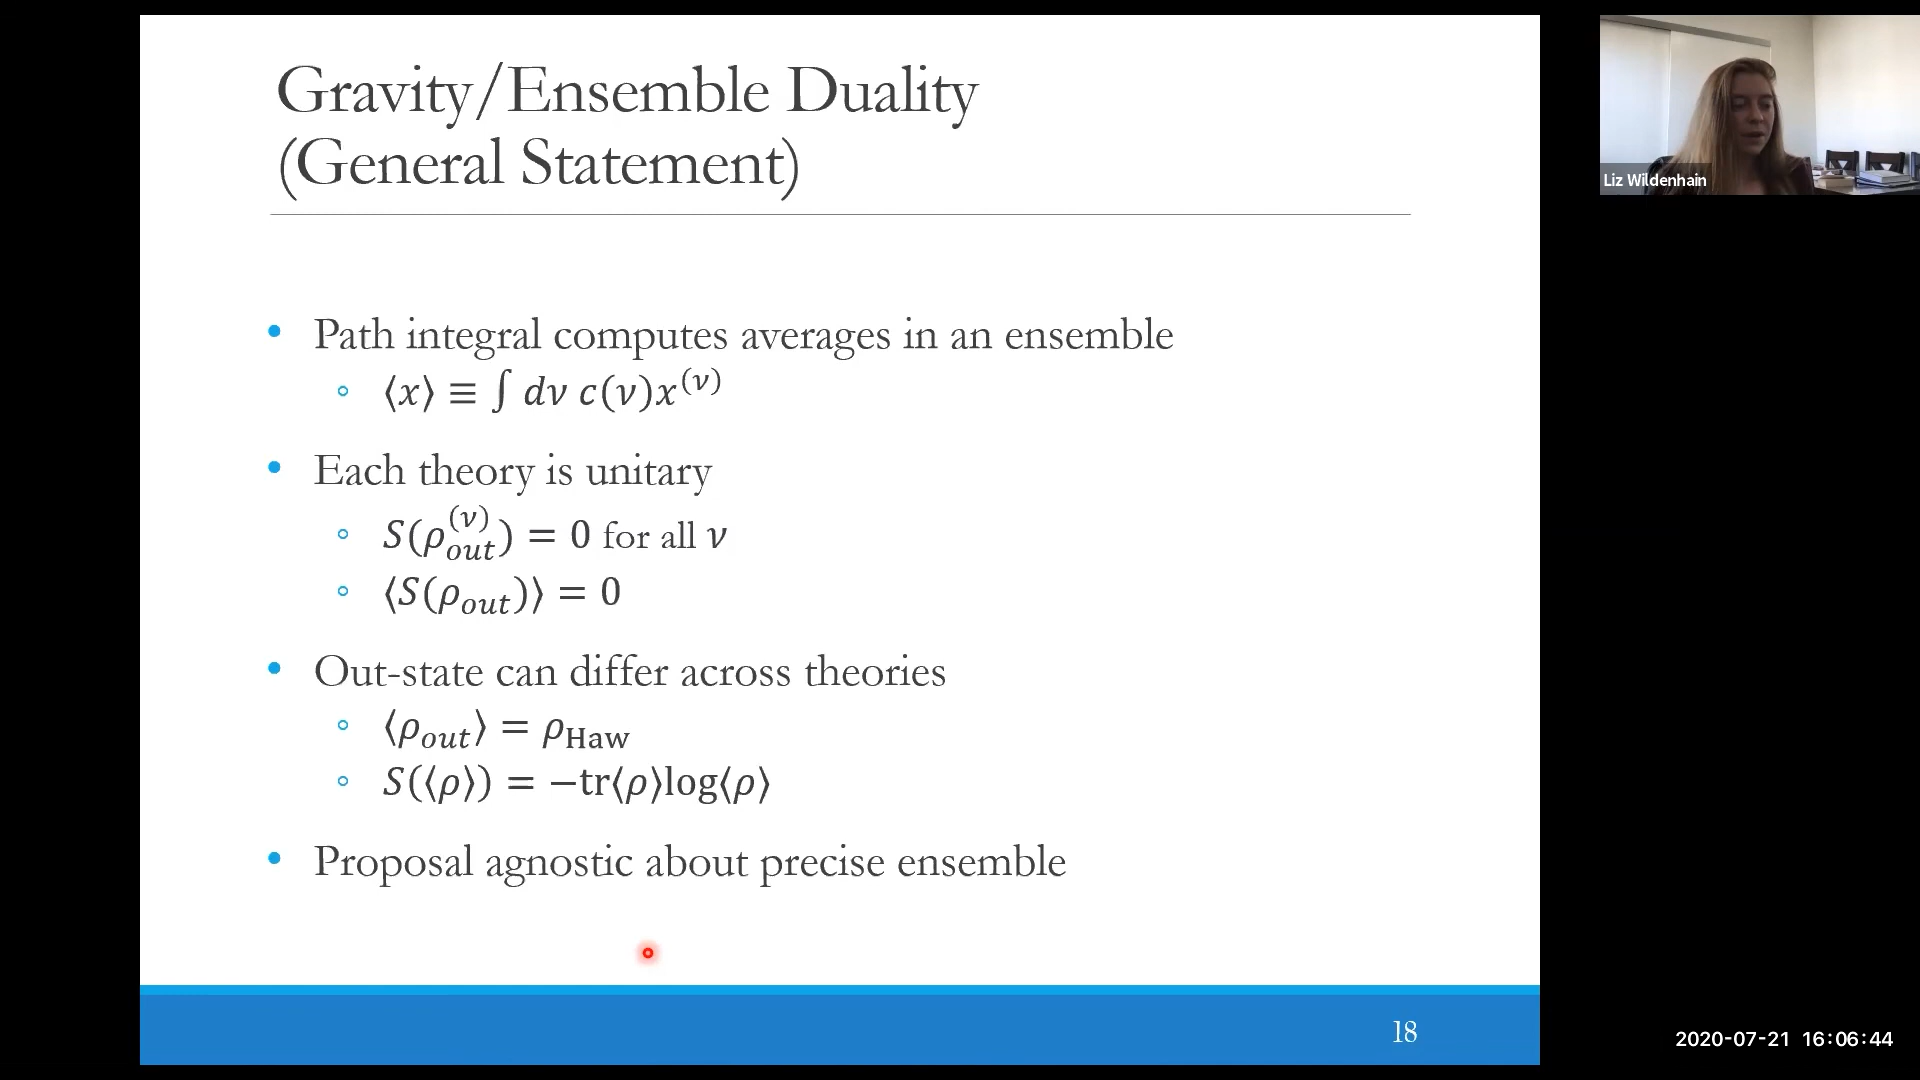 Gravity/Ensemble Duality
(General Statement)
• Path integral computes averages in an ensemble
◦ ⟨x⟩ ≡ ∫ dν c(ν)x^(ν)
• Each theory is unitary
◦ S(ρ_out^(ν)) = 0 for all ν
◦ ⟨S(ρ_out)⟩ = 0
• Out-state can differ across theories
◦ ⟨ρ_out⟩ = ρ_Haw
◦ S(⟨ρ⟩) = −tr⟨ρ⟩log⟨ρ⟩
• Proposal agnostic about precise ensemble
18
Liz Wildenhain
2020-07-21 16:06:44